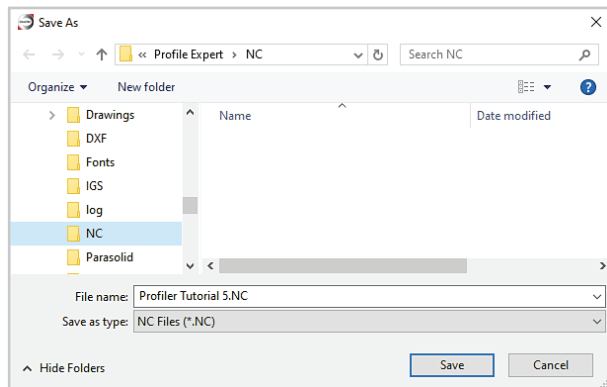 Save As
« Profile Expert > NC
Search NC
Organize
New folder
?
Drawings
DXF
Fonts
IGS
log
NC
Parasolid
Name
Date modified
File name: Profiler Tutorial 5.NC
Save as type: NC Files (*.NC)
Hide Folders
Save
Cancel